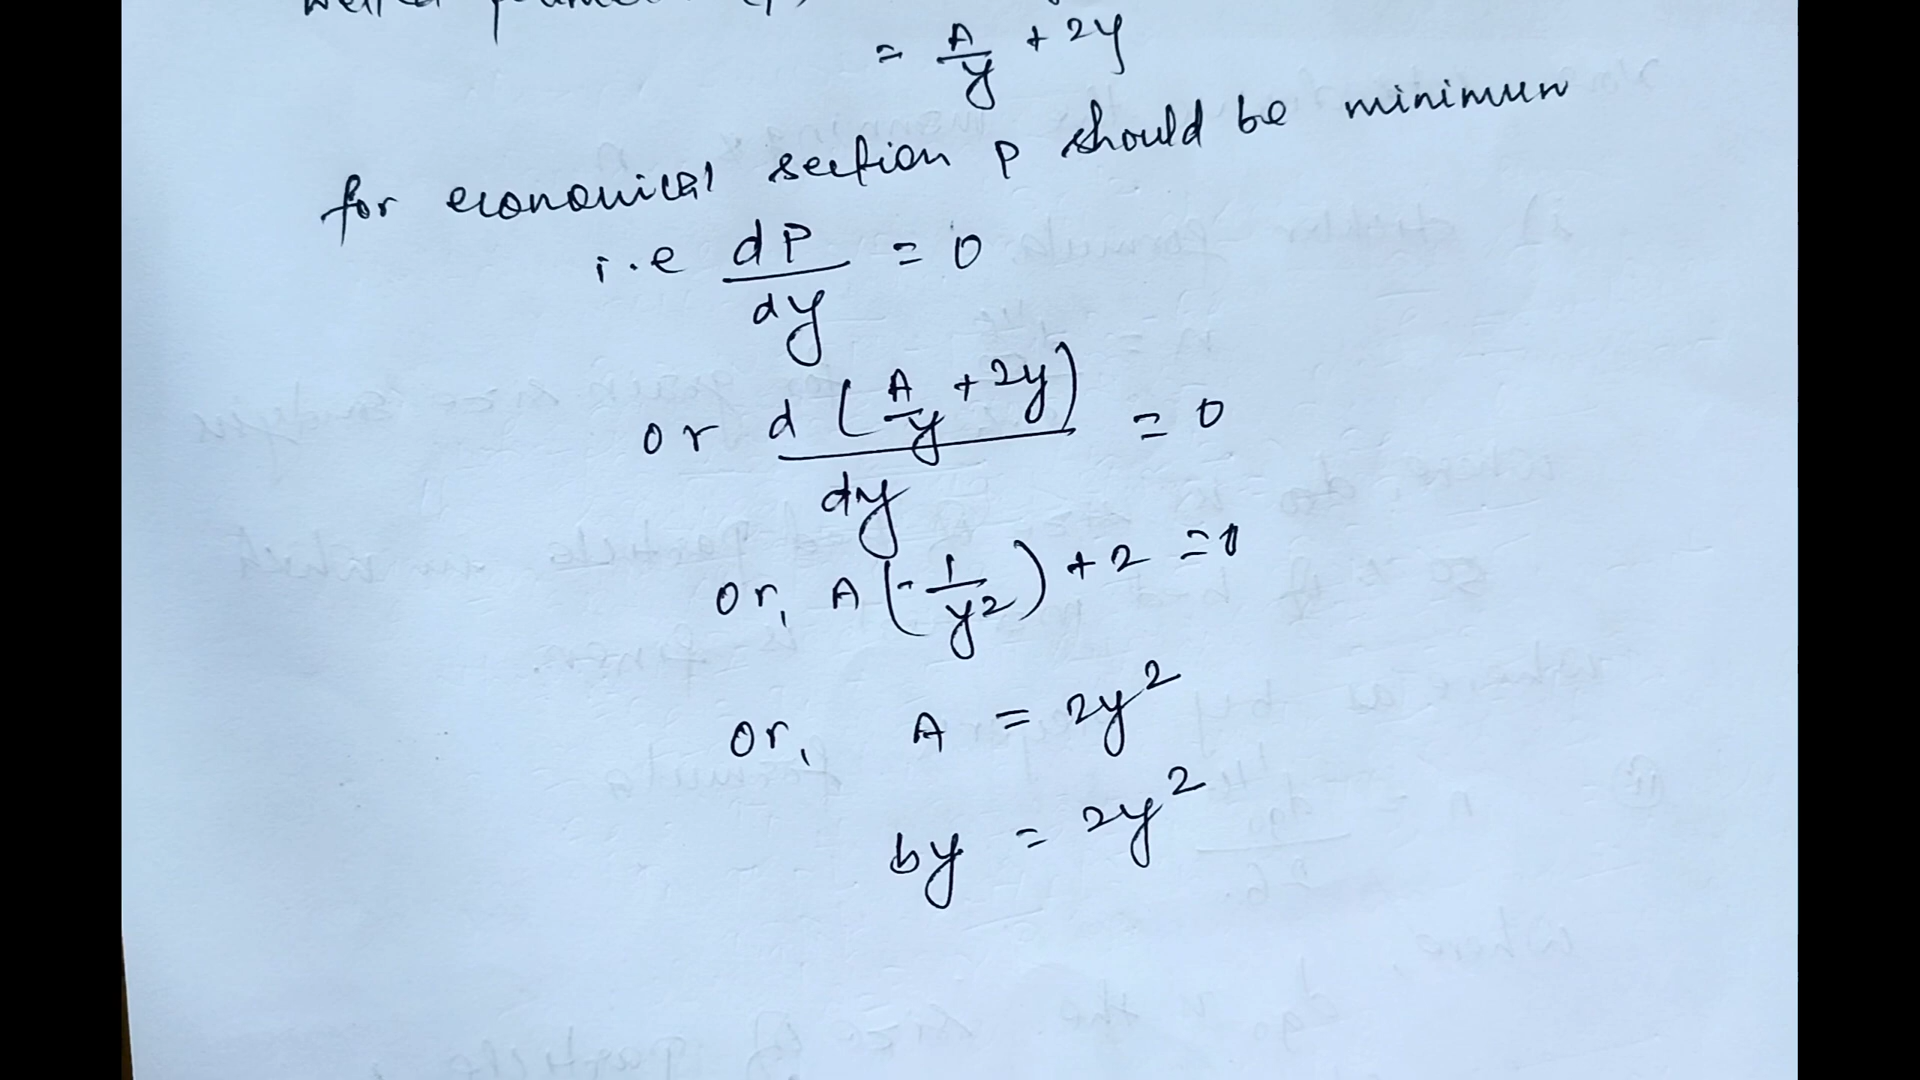 = A/y + 2y
for economical section P should be minimum
i.e dP/dy = 0
or d(A/y + 2y)/dy = 0
or, A(-1/y²) + 2 = 0
or, A = 2y²
by = 2y²